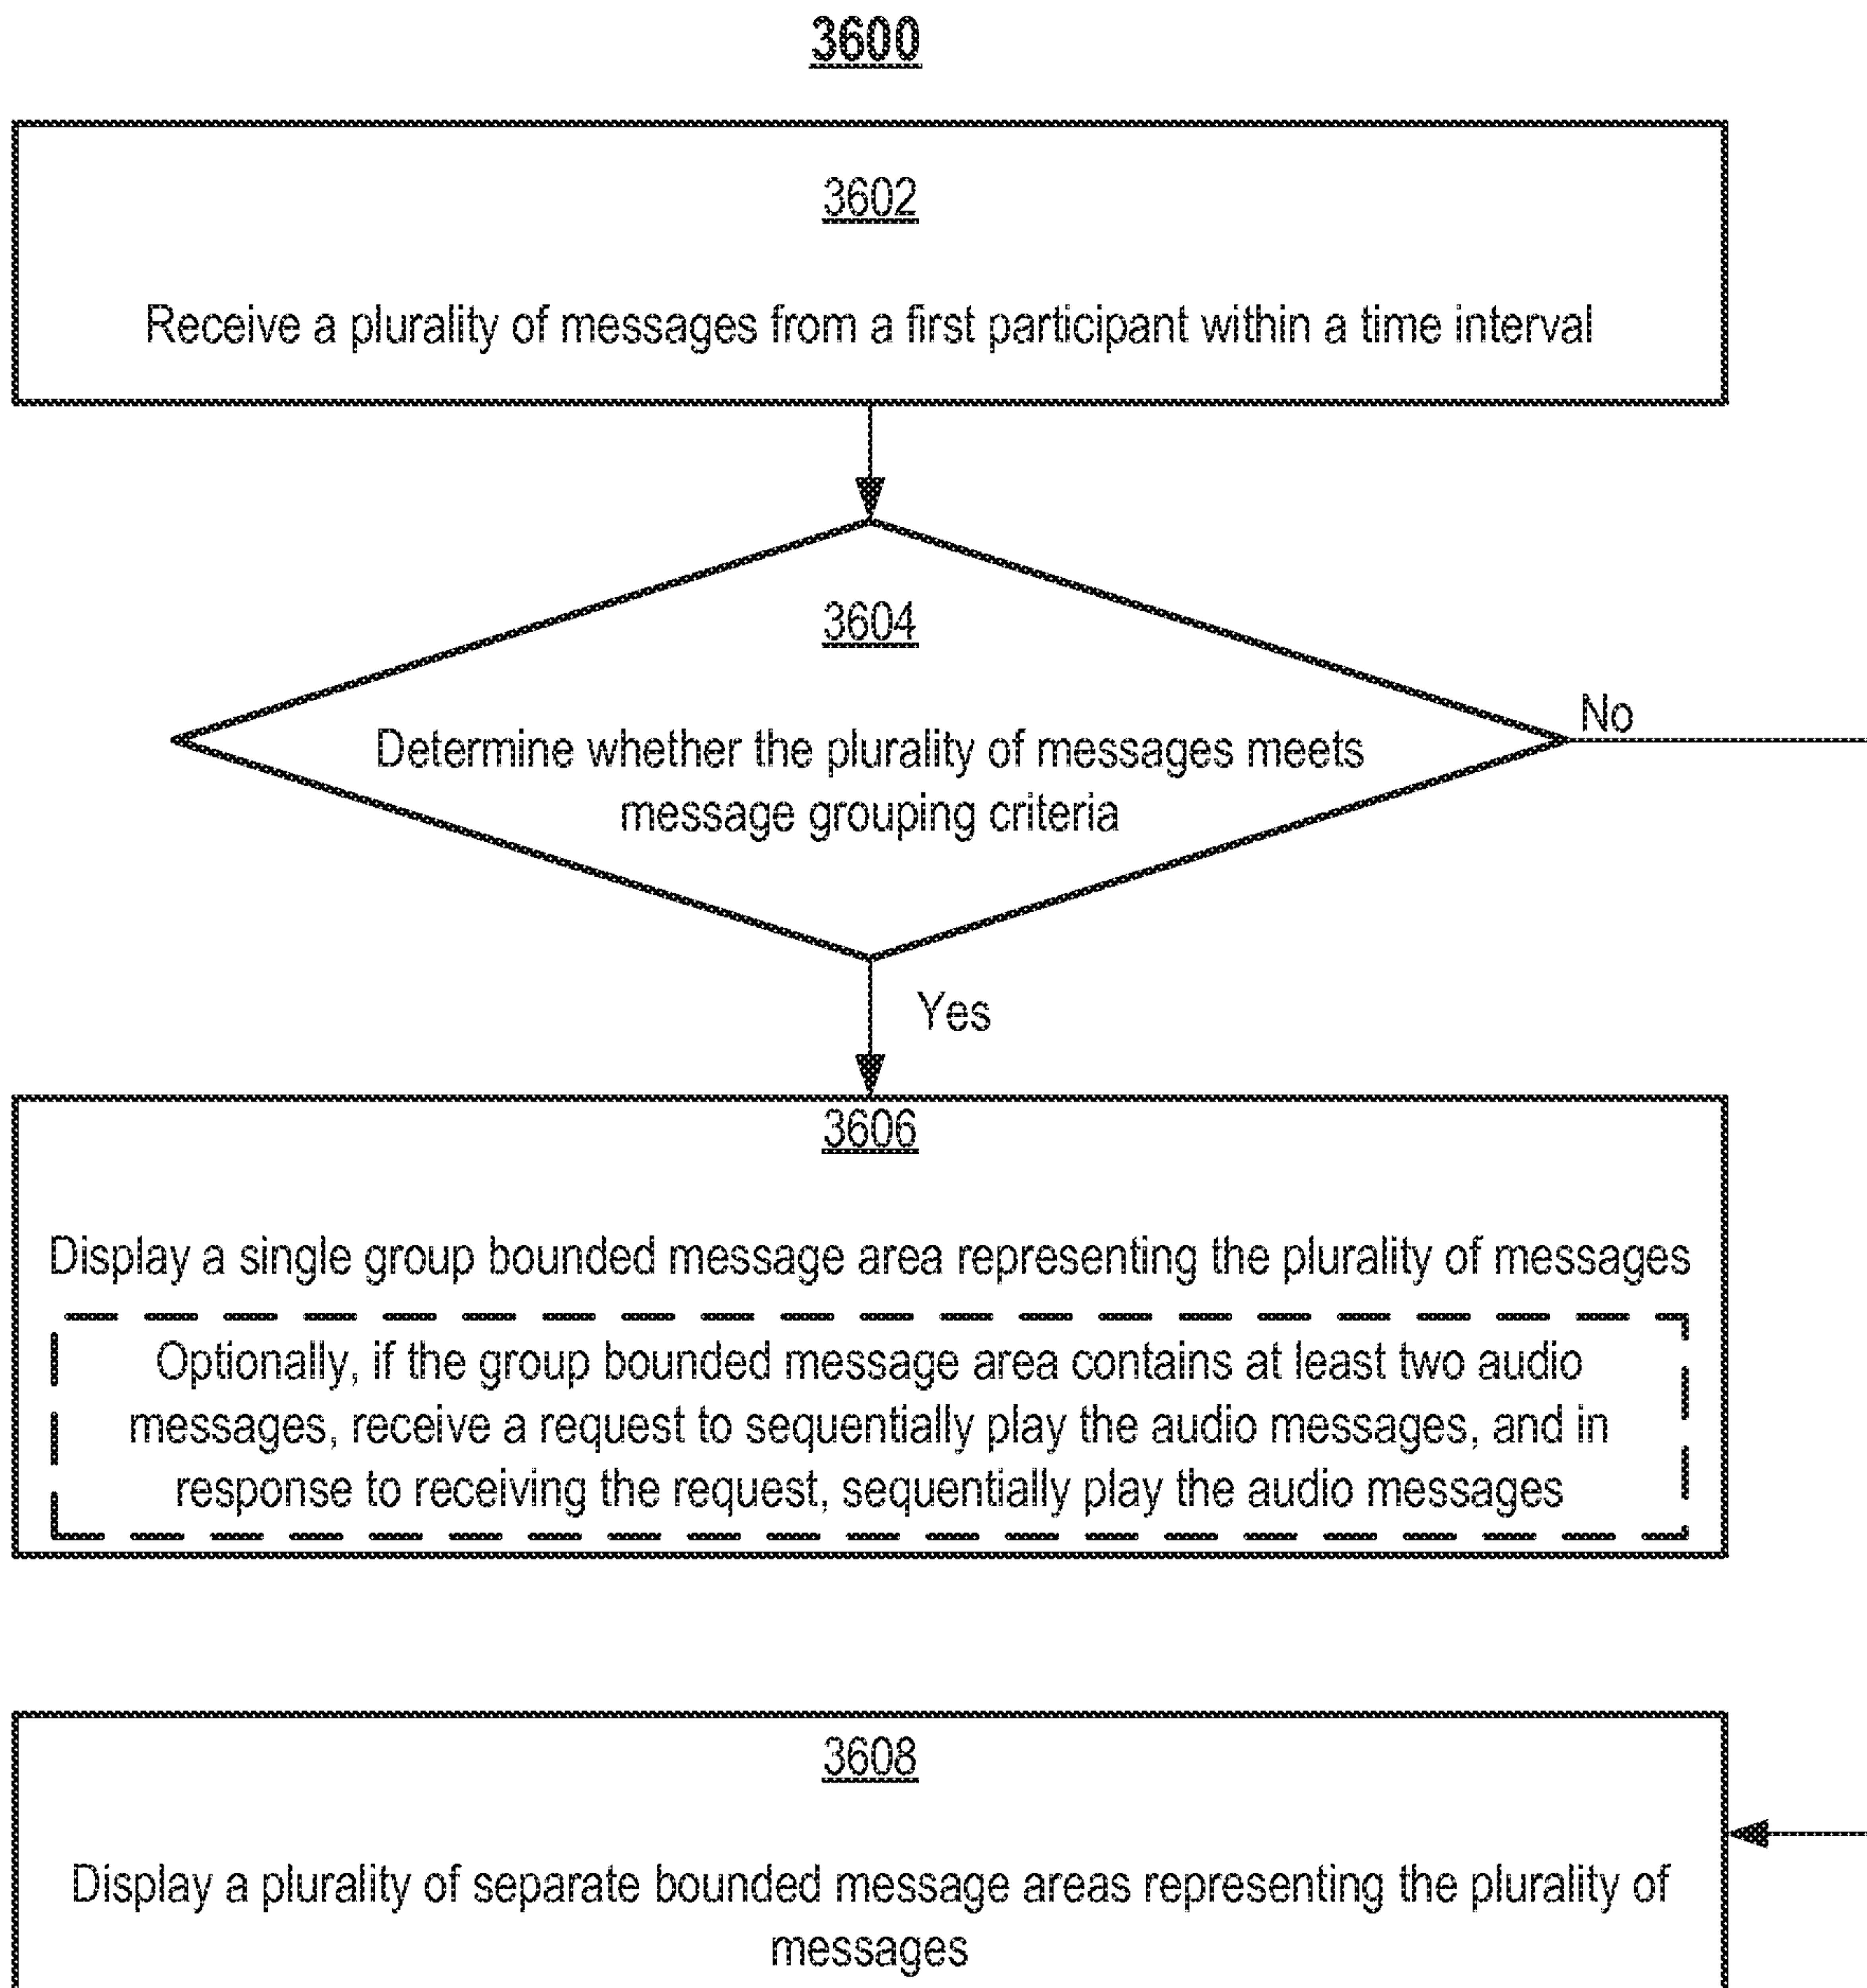 3600
3602
Receive a plurality of messages from a first participant within a time interval
3604
No
Determine whether the plurality of messages meets
message grouping criteria
Yes
3606
Display a single group bounded message area representing the plurality of messages
Optionally, if the group bounded message area contains at least two audio
messages, receive a request to sequentially play the audio messages, and in
response to receiving the request, sequentially play the audio messages
3608
Display a plurality of separate bounded message areas representing the plurality of
messages